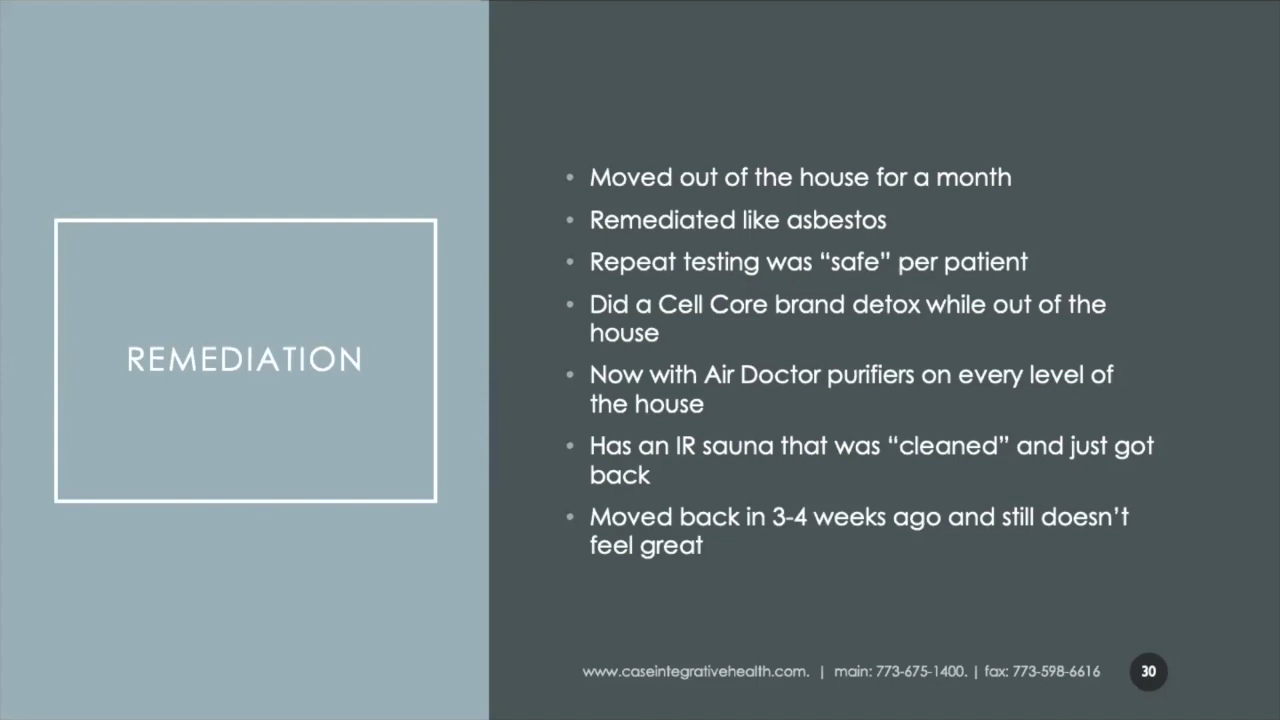 REMEDIATION
• Moved out of the house for a month
• Remediated like asbestos
• Repeat testing was “safe” per patient
• Did a Cell Core brand detox while out of the
house
• Now with Air Doctor purifiers on every level of
the house
• Has an IR sauna that was “cleaned” and just got
back
• Moved back in 3-4 weeks ago and still doesn’t
feel great
www.caseintegrativehealth.com. | main: 773-675-1400. | fax: 773-598-6616
30